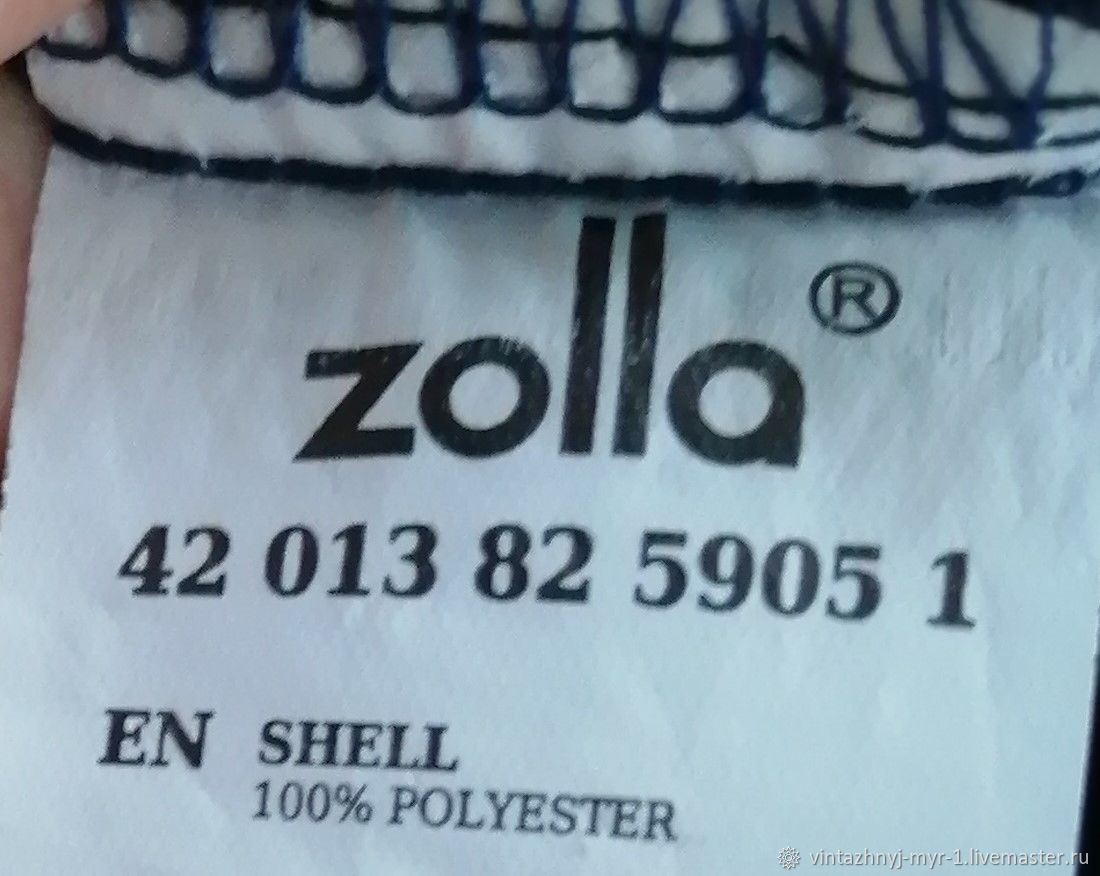 zolla®
42 013 82 5905 1
EN SHELL
100% POLYESTER
vintazhnyj-myr-1.livemaster.ru